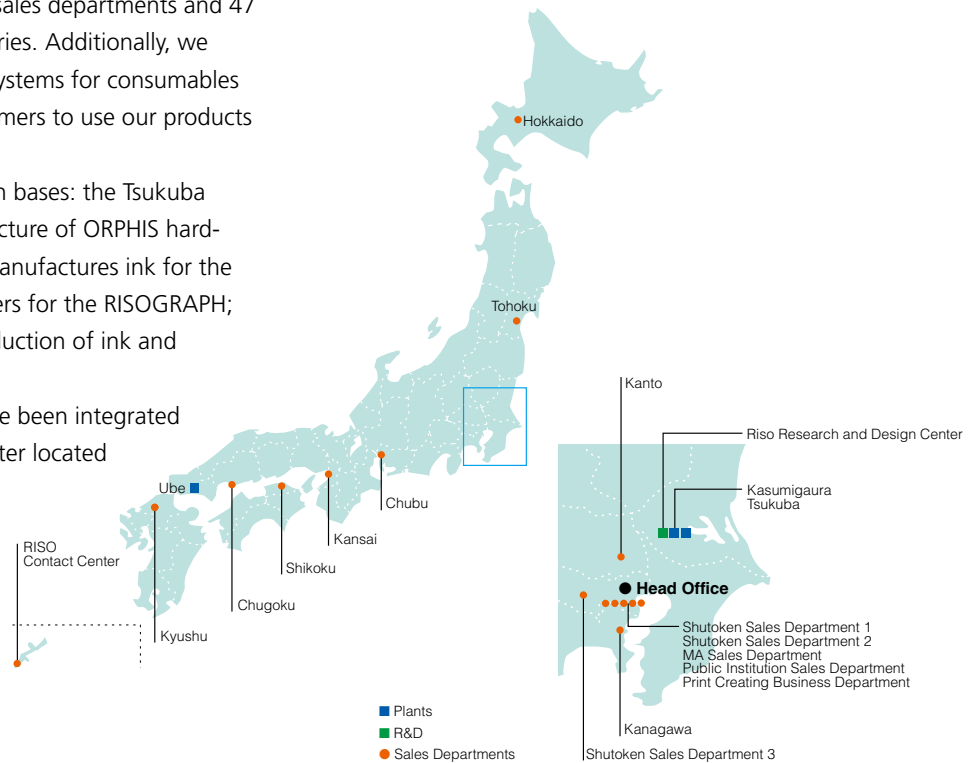 sales departments and 47
ries. Additionally, we
ystems for consumables
mers to use our products
n bases: the Tsukuba
cture of ORPHIS hard-
anufactures ink for the
ers for the RISOGRAPH;
duction of ink and
e been integrated
ter located
Hokkaido
Tohoku
Kanto
Riso Research and Design Center
Kasumigaura
Tsukuba
Ube
Chubu
Kansai
Shikoku
Chugoku
Kyushu
RISO
Contact Center
Head Office
Shutoken Sales Department 1
Shutoken Sales Department 2
MA Sales Department
Public Institution Sales Department
Print Creating Business Department
Kanagawa
Shutoken Sales Department 3
Plants
R&D
Sales Departments